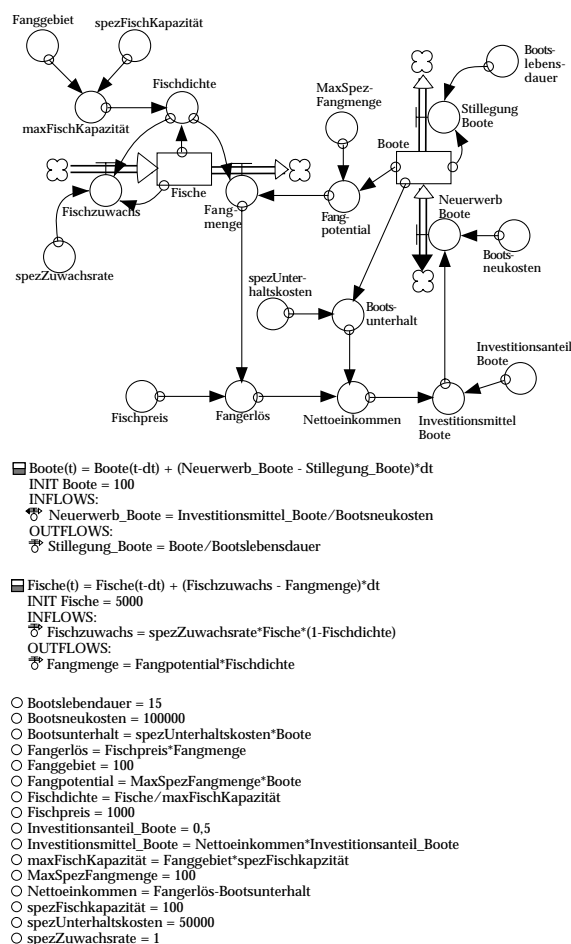 Fanggebiet
spezFischKapazität
Fischdichte
maxFischKapazität
MaxSpez-
Fangmenge
Boots-
lebens-
dauer
Stillegung
Boote
Boote
Fische
Fischzuwachs
Fang-
menge
Fang-
potential
Neuerwerb
Boote
Boots-
neukosten
spezZuwachsrate
spezUnter-
haltskosten
Boots-
unterhalt
Investitionsanteil
Boote
Fischpreis
Fangerlös
Nettoeinkommen
Investitionsmittel
Boote
Boote(t) = Boote(t-dt) + (Neuerwerb_Boote - Stillegung_Boote)*dt
INIT Boote = 100
INFLOWS:
Neuerwerb_Boote = Investitionsmittel_Boote/Bootsneukosten
OUTFLOWS:
Stillegung_Boote = Boote/Bootslebensdauer
Fische(t) = Fische(t-dt) + (Fischzuwachs - Fangmenge)*dt
INIT Fische = 5000
INFLOWS:
Fischzuwachs = spezZuwachsrate*Fische*(1-Fischdichte)
OUTFLOWS:
Fangmenge = Fangpotential*Fischdichte
Bootslebendauer = 15
Bootsneukosten = 100000
Bootsunterhalt = spezUnterhaltskosten*Boote
Fangerlös = Fischpreis*Fangmenge
Fanggebiet = 100
Fangpotential = MaxSpezFangmenge*Boote
Fischdichte = Fische/maxFischKapazität
Fischpreis = 1000
Investitionsanteil_Boote = 0,5
Investitionsmittel_Boote = Nettoeinkommen*Investitionsanteil_Boote
maxFischKapazität = Fanggebiet*spezFischkapzität
MaxSpezFangmenge = 100
Nettoeinkommen = Fangerlös-Bootsunterhalt
spezFischkapazität = 100
spezUnterhaltskosten = 50000
spezZuwachsrate = 1